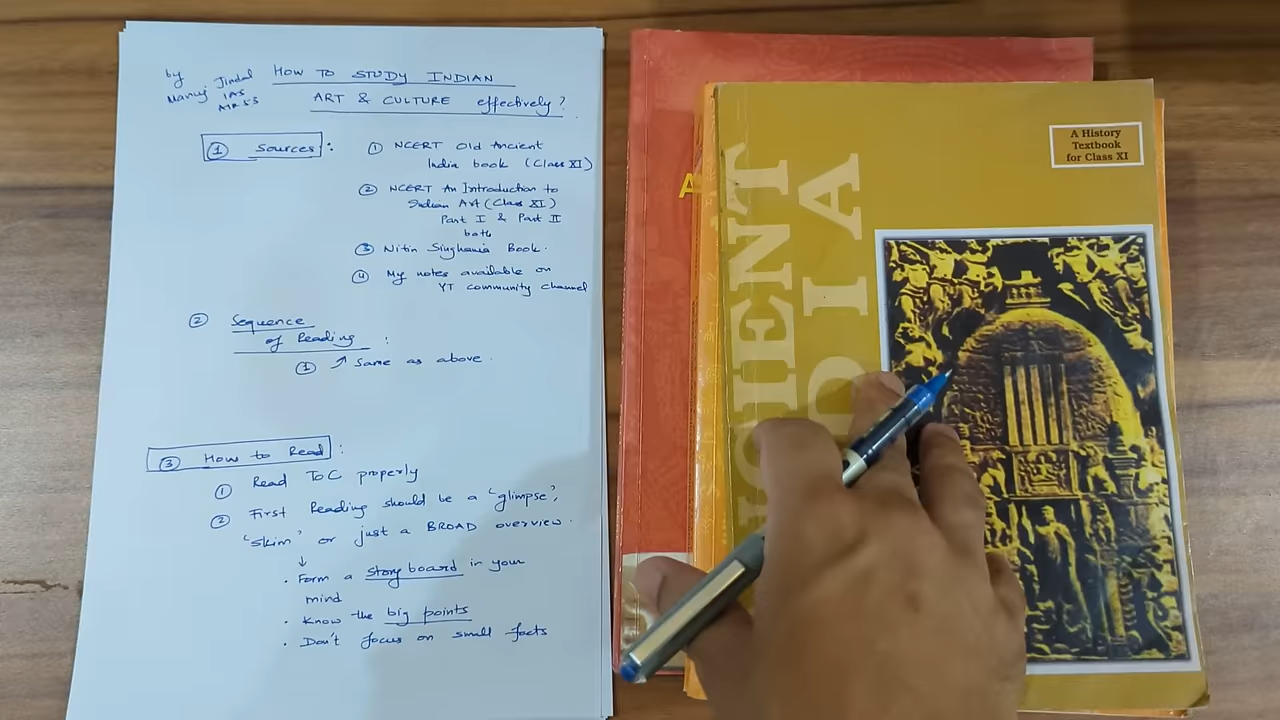 by
Manuj Jindal
IAS
AIR 53
HOW TO STUDY INDIAN
ART & CULTURE effectively?
① Sources :
① NCERT Old Ancient
India book (Class XI)
② NCERT An Introduction to
Indian Art (Class XI)
Part I & Part II
both
③ Nitin Singhania Book.
④ My notes available on
YT community channel
② Sequence
of Reading :
① ↗ Same as above.
③ How to Read :
① Read ToC properly
② First Reading should be a 'glimpse',
'skim' or just a BROAD overview.
↓
. Form a story board in your
mind
. Know the big points
. Don't focus on small facts
A History
Textbook
for Class XI